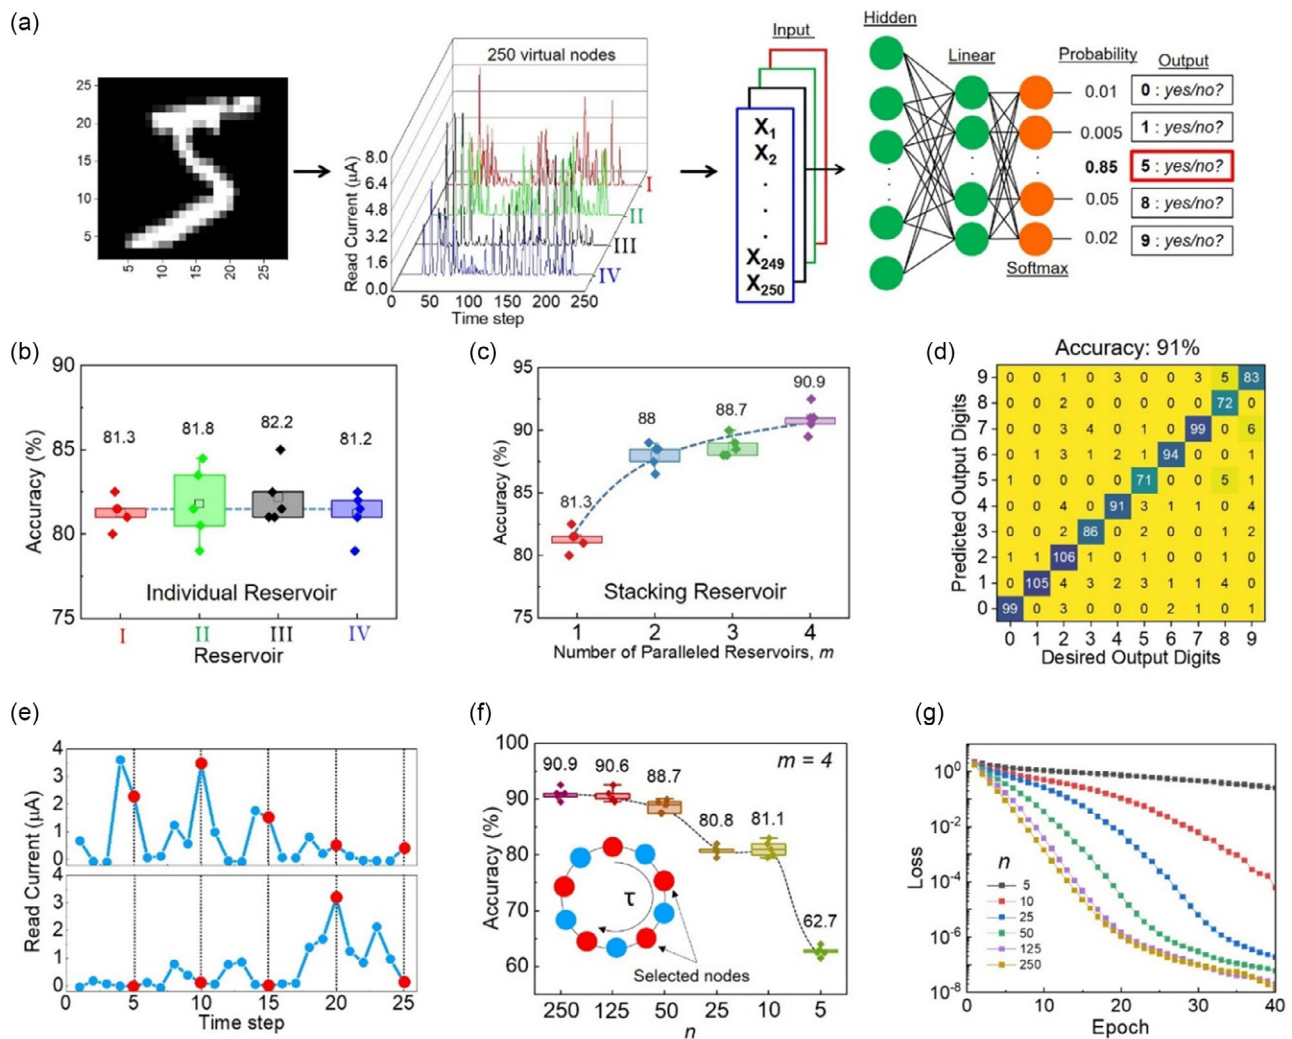 (a)
25
20
15
10
5
5
10
15
20
25
250 virtual nodes
Read Current (μA)
8.0
6.4
4.8
3.2
1.6
0.0
I
II
III
IV
0 50 100 150 200 250
Time step
Input
X1
X2
.
.
.
X249
X250
Hidden
Linear
Softmax
Probability
Output
0.01
0 : yes/no?
0.005
1 : yes/no?
0.85
5 : yes/no?
0.05
8 : yes/no?
0.02
9 : yes/no?
(b)
Accuracy (%)
90
85
80
75
81.3
81.8
82.2
81.2
Individual Reservoir
I II III IV
Reservoir
(c)
Accuracy (%)
95
90
85
80
75
81.3
88
88.7
90.9
Stacking Reservoir
1 2 3 4
Number of Paralleled Reservoirs, m
(d)
Accuracy: 91%
Predicted Output Digits
9 0 0 1 0 3 0 0 3 5 83
8 0 0 2 0 0 0 0 0 72 0
7 0 0 3 4 0 1 0 99 0 6
6 0 0 1 3 1 2 94 1 0 0
5 1 0 0 0 0 71 0 0 5 1
4 0 0 4 0 91 3 1 1 0 4
3 0 0 2 86 0 2 0 0 1 2
2 1 1 106 1 0 0 0 1 1 0
1 0 105 4 3 2 3 1 1 4 0
0 99 0 3 0 0 0 2 1 0 1
0 1 2 3 4 5 6 7 8 9
Desired Output Digits
(e)
Read Current (μA)
4
3
2
1
0
4
3
2
1
0
0 5 10 15 20 25
Time step
(f)
Accuracy (%)
100
90
80
70
60
m = 4
90.9
90.6
88.7
80.8
81.1
62.7
τ
Selected nodes
250 125 50 25 10 5
n
(g)
Loss
10^0
10^-2
10^-4
10^-6
10^-8
n
5
10
25
50
125
250
0 10 20 30 40
Epoch